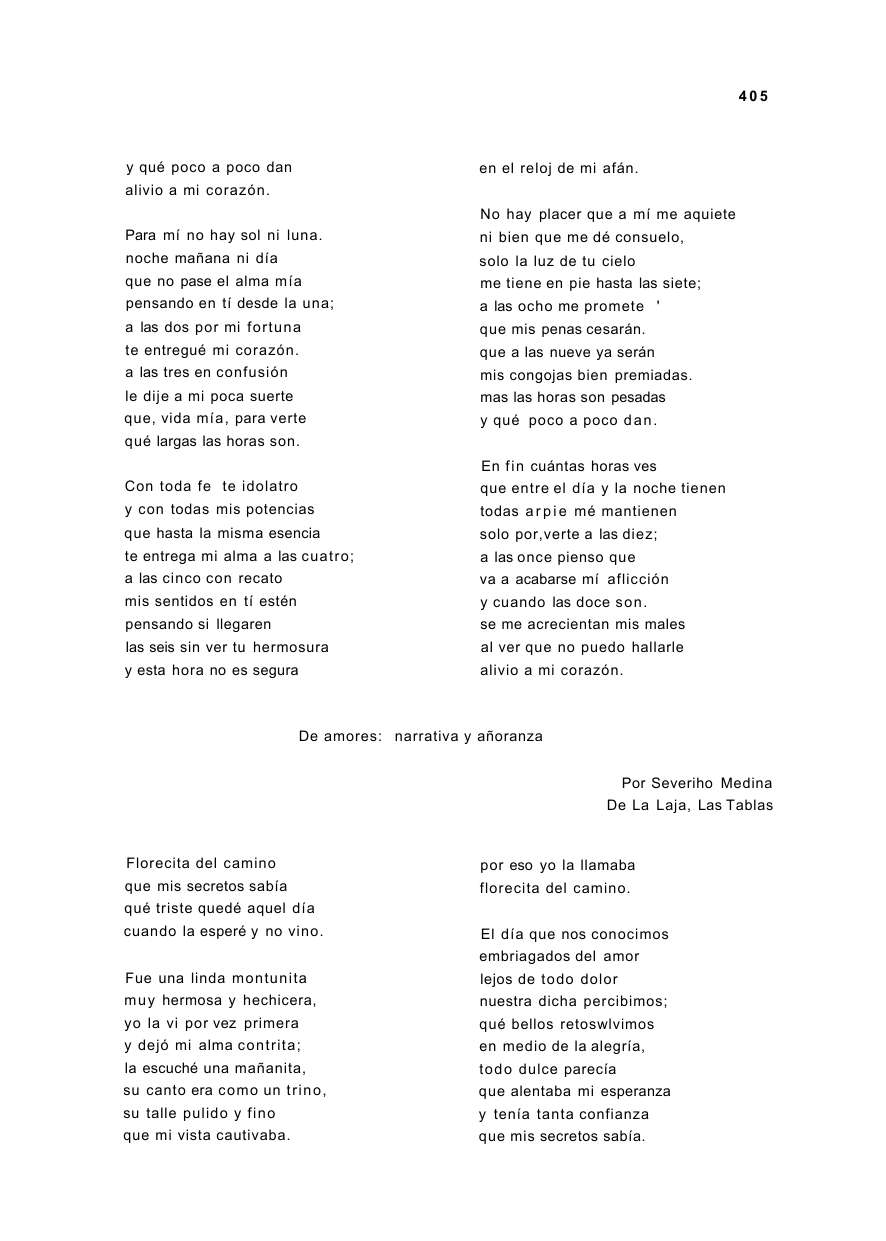 405
y qué poco a poco dan
alivio a mi corazón.
Para mí no hay sol ni luna.
noche mañana ni día
que no pase el alma mía
pensando en tí desde la una;
a las dos por mi fortuna
te entregué mi corazón.
a las tres en confusión
le dije a mi poca suerte
que, vida mía, para verte
qué largas las horas son.
Con toda fe te idolatro
y con todas mis potencias
que hasta la misma esencia
te entrega mi alma a las cuatro;
a las cinco con recato
mis sentidos en tí estén
pensando si llegaren
las seis sin ver tu hermosura
y esta hora no es segura
en el reloj de mi afán.
No hay placer que a mí me aquiete
ni bien que me dé consuelo,
solo la luz de tu cielo
me tiene en pie hasta las siete;
a las ocho me promete '
que mis penas cesarán.
que a las nueve ya serán
mis congojas bien premiadas.
mas las horas son pesadas
y qué poco a poco dan.
En fin cuántas horas ves
que entre el día y la noche tienen
todas arpie mé mantienen
solo por,verte a las diez;
a las once pienso que
va a acabarse mí aflicción
y cuando las doce son.
se me acrecientan mis males
al ver que no puedo hallarle
alivio a mi corazón.
De amores: narrativa y añoranza
Por Severiho Medina
De La Laja, Las Tablas
Florecita del camino
que mis secretos sabía
qué triste quedé aquel día
cuando la esperé y no vino.
Fue una linda montunita
muy hermosa y hechicera,
yo la vi por vez primera
y dejó mi alma contrita;
la escuché una mañanita,
su canto era como un trino,
su talle pulido y fino
que mi vista cautivaba.
por eso yo la llamaba
florecita del camino.
El día que nos conocimos
embriagados del amor
lejos de todo dolor
nuestra dicha percibimos;
qué bellos retoswlvimos
en medio de la alegría,
todo dulce parecía
que alentaba mi esperanza
y tenía tanta confianza
que mis secretos sabía.